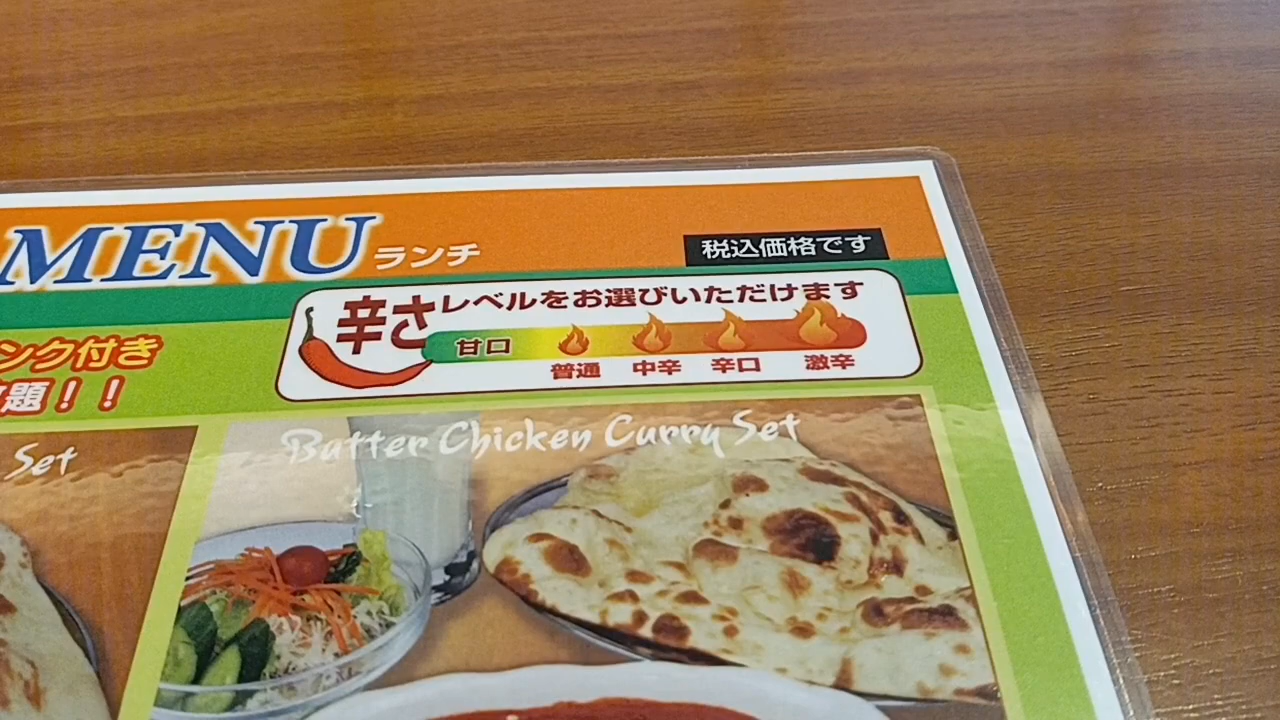 MENU ランチ
税込価格です
辛さレベルをお選びいただけます
甘口
普通 中辛 辛口 激辛
ンク付き
題！！
Set
Butter Chicken Curry Set